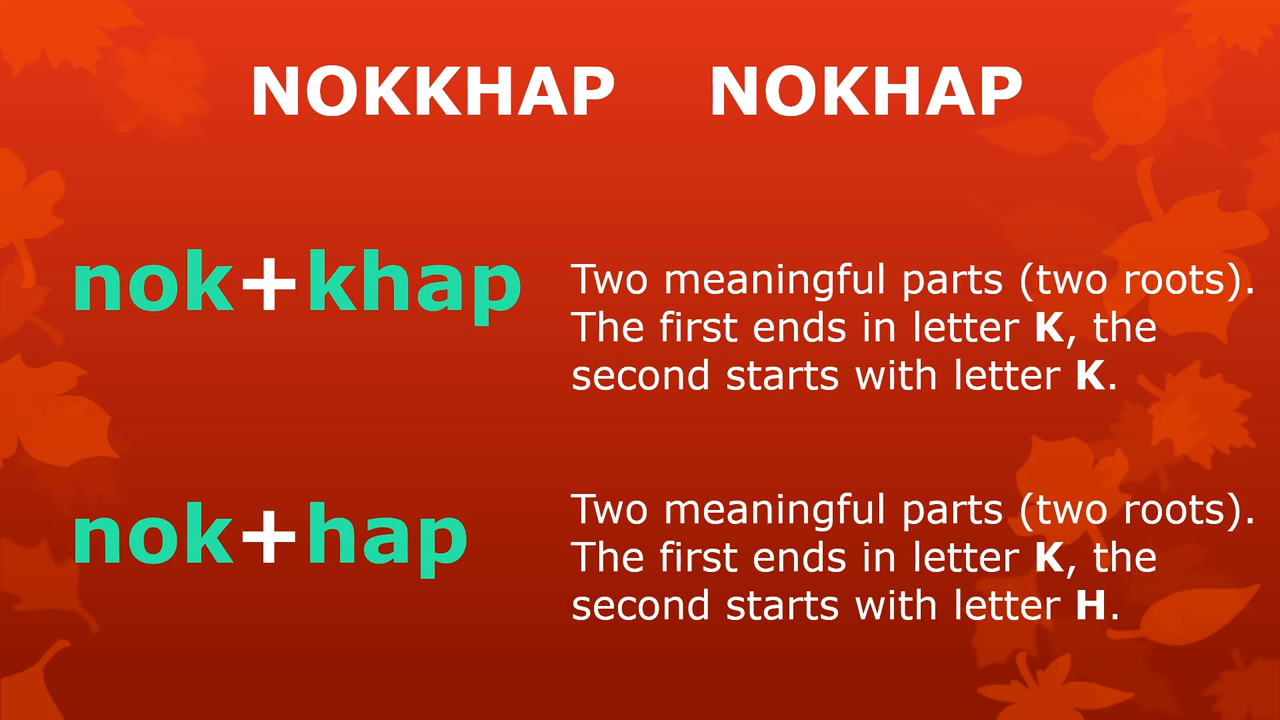 NOKKHAP NOKHAP
nok+khap
Two meaningful parts (two roots).
The first ends in letter K, the
second starts with letter K.
nok+hap
Two meaningful parts (two roots).
The first ends in letter K, the
second starts with letter H.